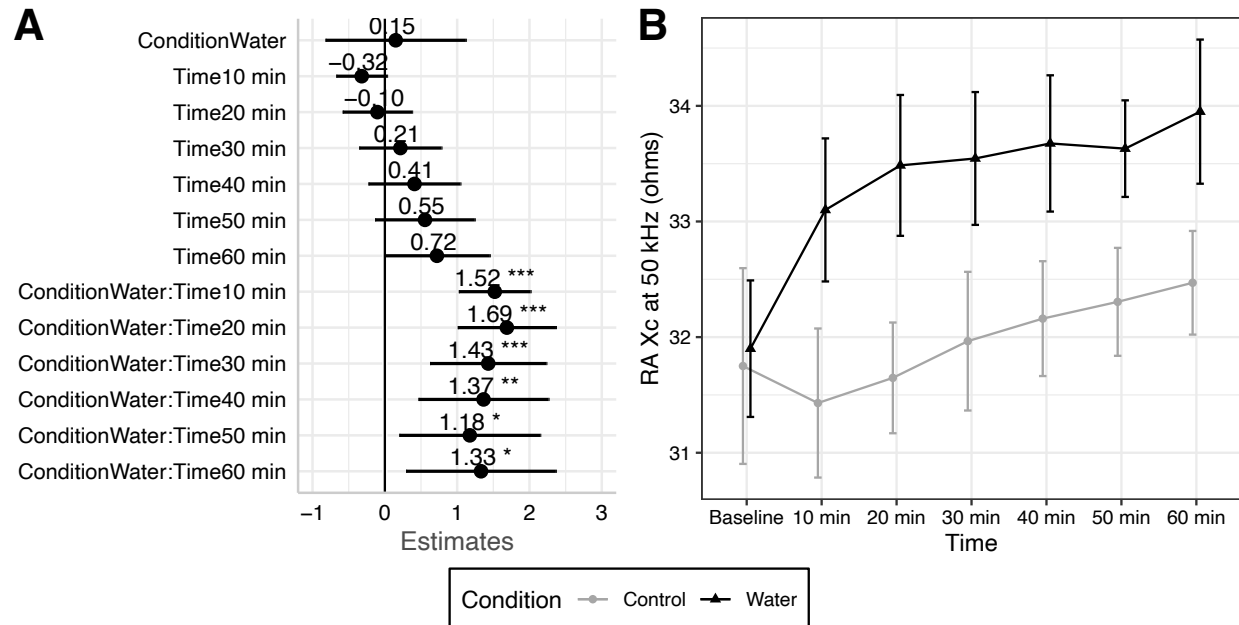 A
ConditionWater
0.15
Time10 min
−0.32
Time20 min
−0.10
Time30 min
0.21
Time40 min
0.41
Time50 min
0.55
Time60 min
0.72
ConditionWater:Time10 min
1.52 ***
ConditionWater:Time20 min
1.69 ***
ConditionWater:Time30 min
1.43 ***
ConditionWater:Time40 min
1.37 **
ConditionWater:Time50 min
1.18 *
ConditionWater:Time60 min
1.33 *
−1 0 1 2 3
Estimates
B
RA Xc at 50 kHz (ohms)
34
33
32
31
Baseline 10 min 20 min 30 min 40 min 50 min 60 min
Time
Condition Control Water